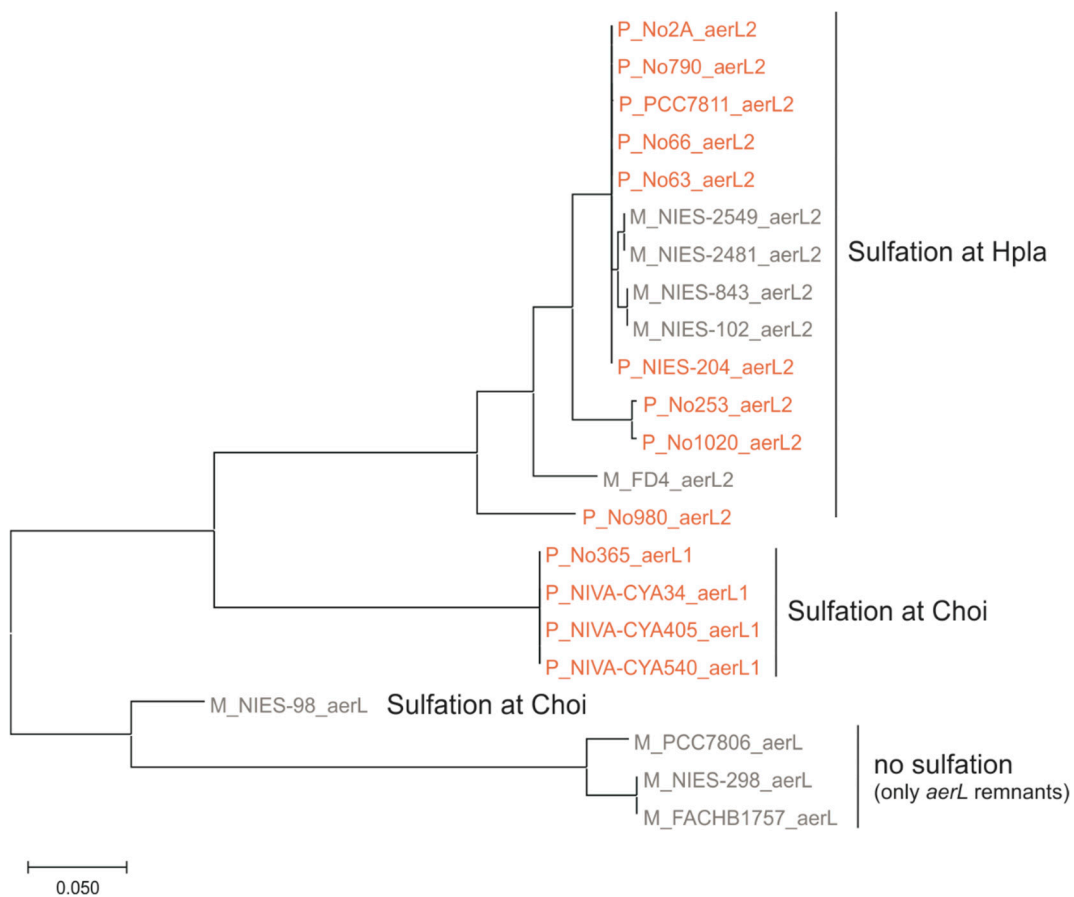 P_No2A_aerL2
P_No790_aerL2
P_PCC7811_aerL2
P_No66_aerL2
P_No63_aerL2
M_NIES-2549_aerL2
Sulfation at Hpla
M_NIES-2481_aerL2
M_NIES-843_aerL2
M_NIES-102_aerL2
P_NIES-204_aerL2
P_No253_aerL2
P_No1020_aerL2
M_FD4_aerL2
P_No980_aerL2
P_No365_aerL1
P_NIVA-CYA34_aerL1
Sulfation at Choi
P_NIVA-CYA405_aerL1
P_NIVA-CYA540_aerL1
M_NIES-98_aerL Sulfation at Choi
M_PCC7806_aerL
no sulfation
M_NIES-298_aerL
(only aerL remnants)
M_FACHB1757_aerL
0.050